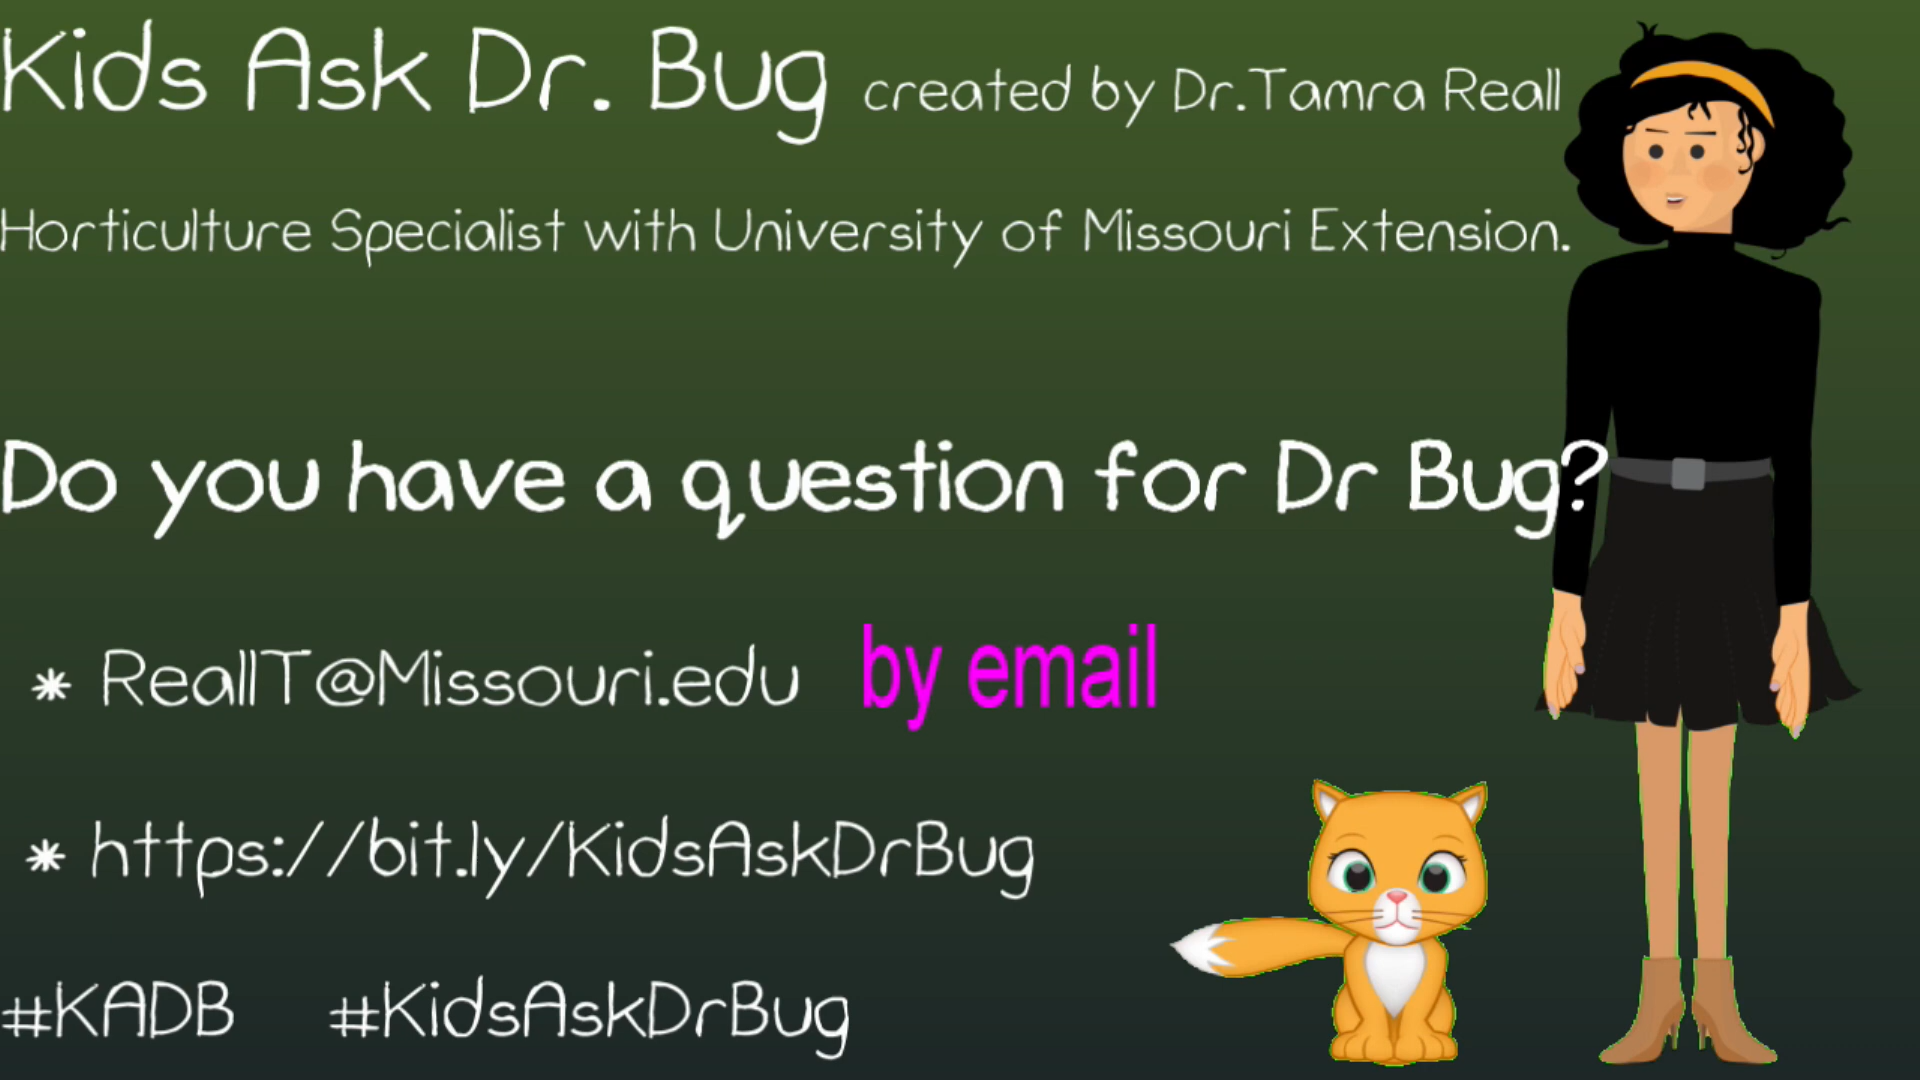 Kids Ask Dr. Bug created by Dr.Tamra Reall
Horticulture Specialist with University of Missouri Extension.
Do you have a question for Dr Bug?
* ReallT@Missouri.edu by email
* https://bit.ly/KidsAskDrBug
#KADB #KidsAskDrBug